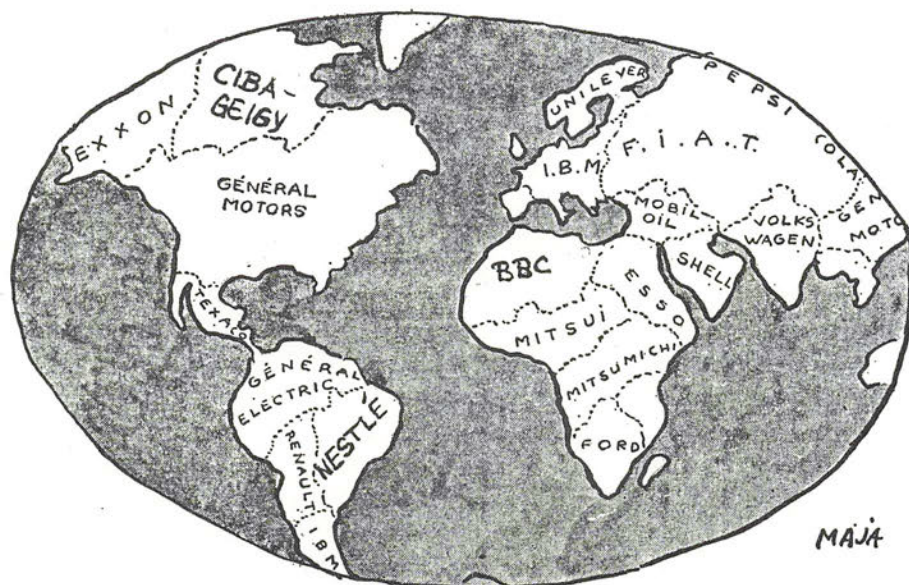 EXXON
CIBA-
GEIGY
GÉNÉRAL
MOTORS
TEXACO
GÉNÉRAL
ELECTRIC
RENAULT
NESTLÉ
IBM
UNILEVER
I.B.M
F.I.A.T.
PEPSI COLA
MOBIL
OIL
VOLKS
WAGEN
GEN
MOTO
SHELL
BBC
ESSO
MITSUI
MITSUMICHI
FORD
MAJA